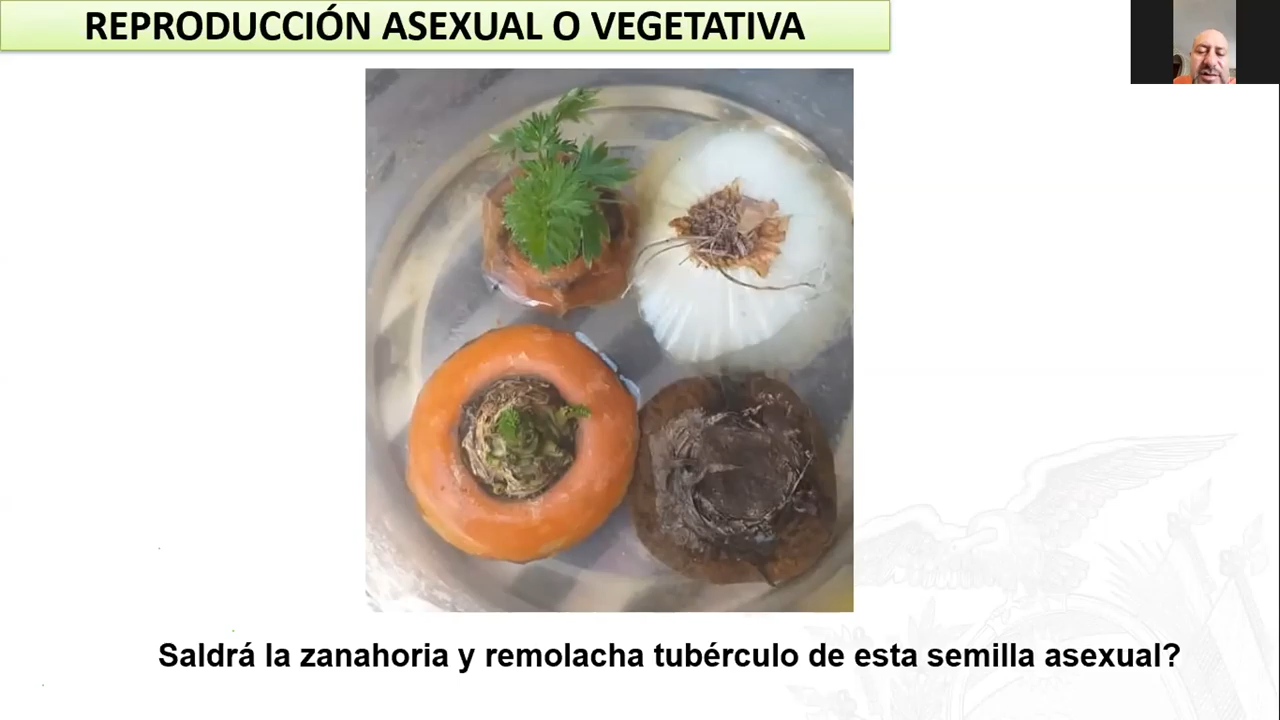 REPRODUCCIÓN ASEXUAL O VEGETATIVA
Saldrá la zanahoria y remolacha tubérculo de esta semilla asexual?